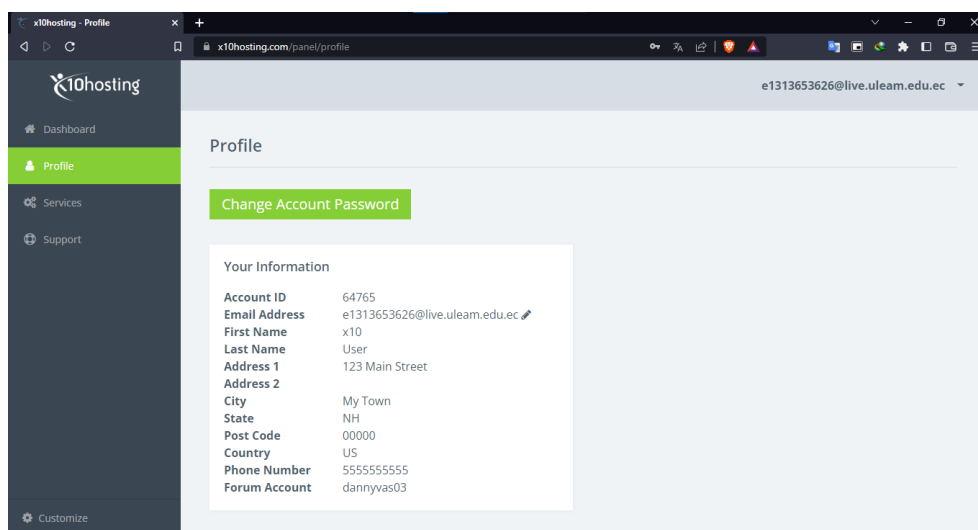 x10hosting - Profile
x10hosting.com/panel/profile
x10hosting
e1313653626@live.uleam.edu.ec
Dashboard
Profile
Services
Support
Customize
Profile
Change Account Password
Your Information
Account ID 64765
Email Address e1313653626@live.uleam.edu.ec
First Name x10
Last Name User
Address 1 123 Main Street
Address 2
City My Town
State NH
Post Code 00000
Country US
Phone Number 5555555555
Forum Account dannyvas03